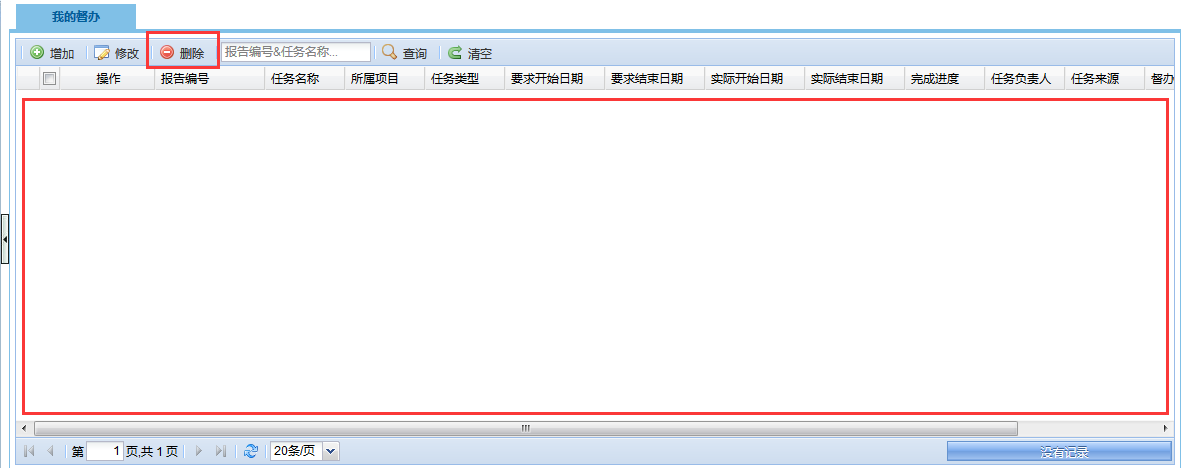 我的督办
增加 修改 删除 报告编号&任务名称... 查询 清空
操作 报告编号 任务名称 所属项目 任务类型 要求开始日期 要求结束日期 实际开始日期 实际结束日期 完成进度 任务负责人 任务来源 督办
第 1 页,共 1 页 20条/页 没有记录